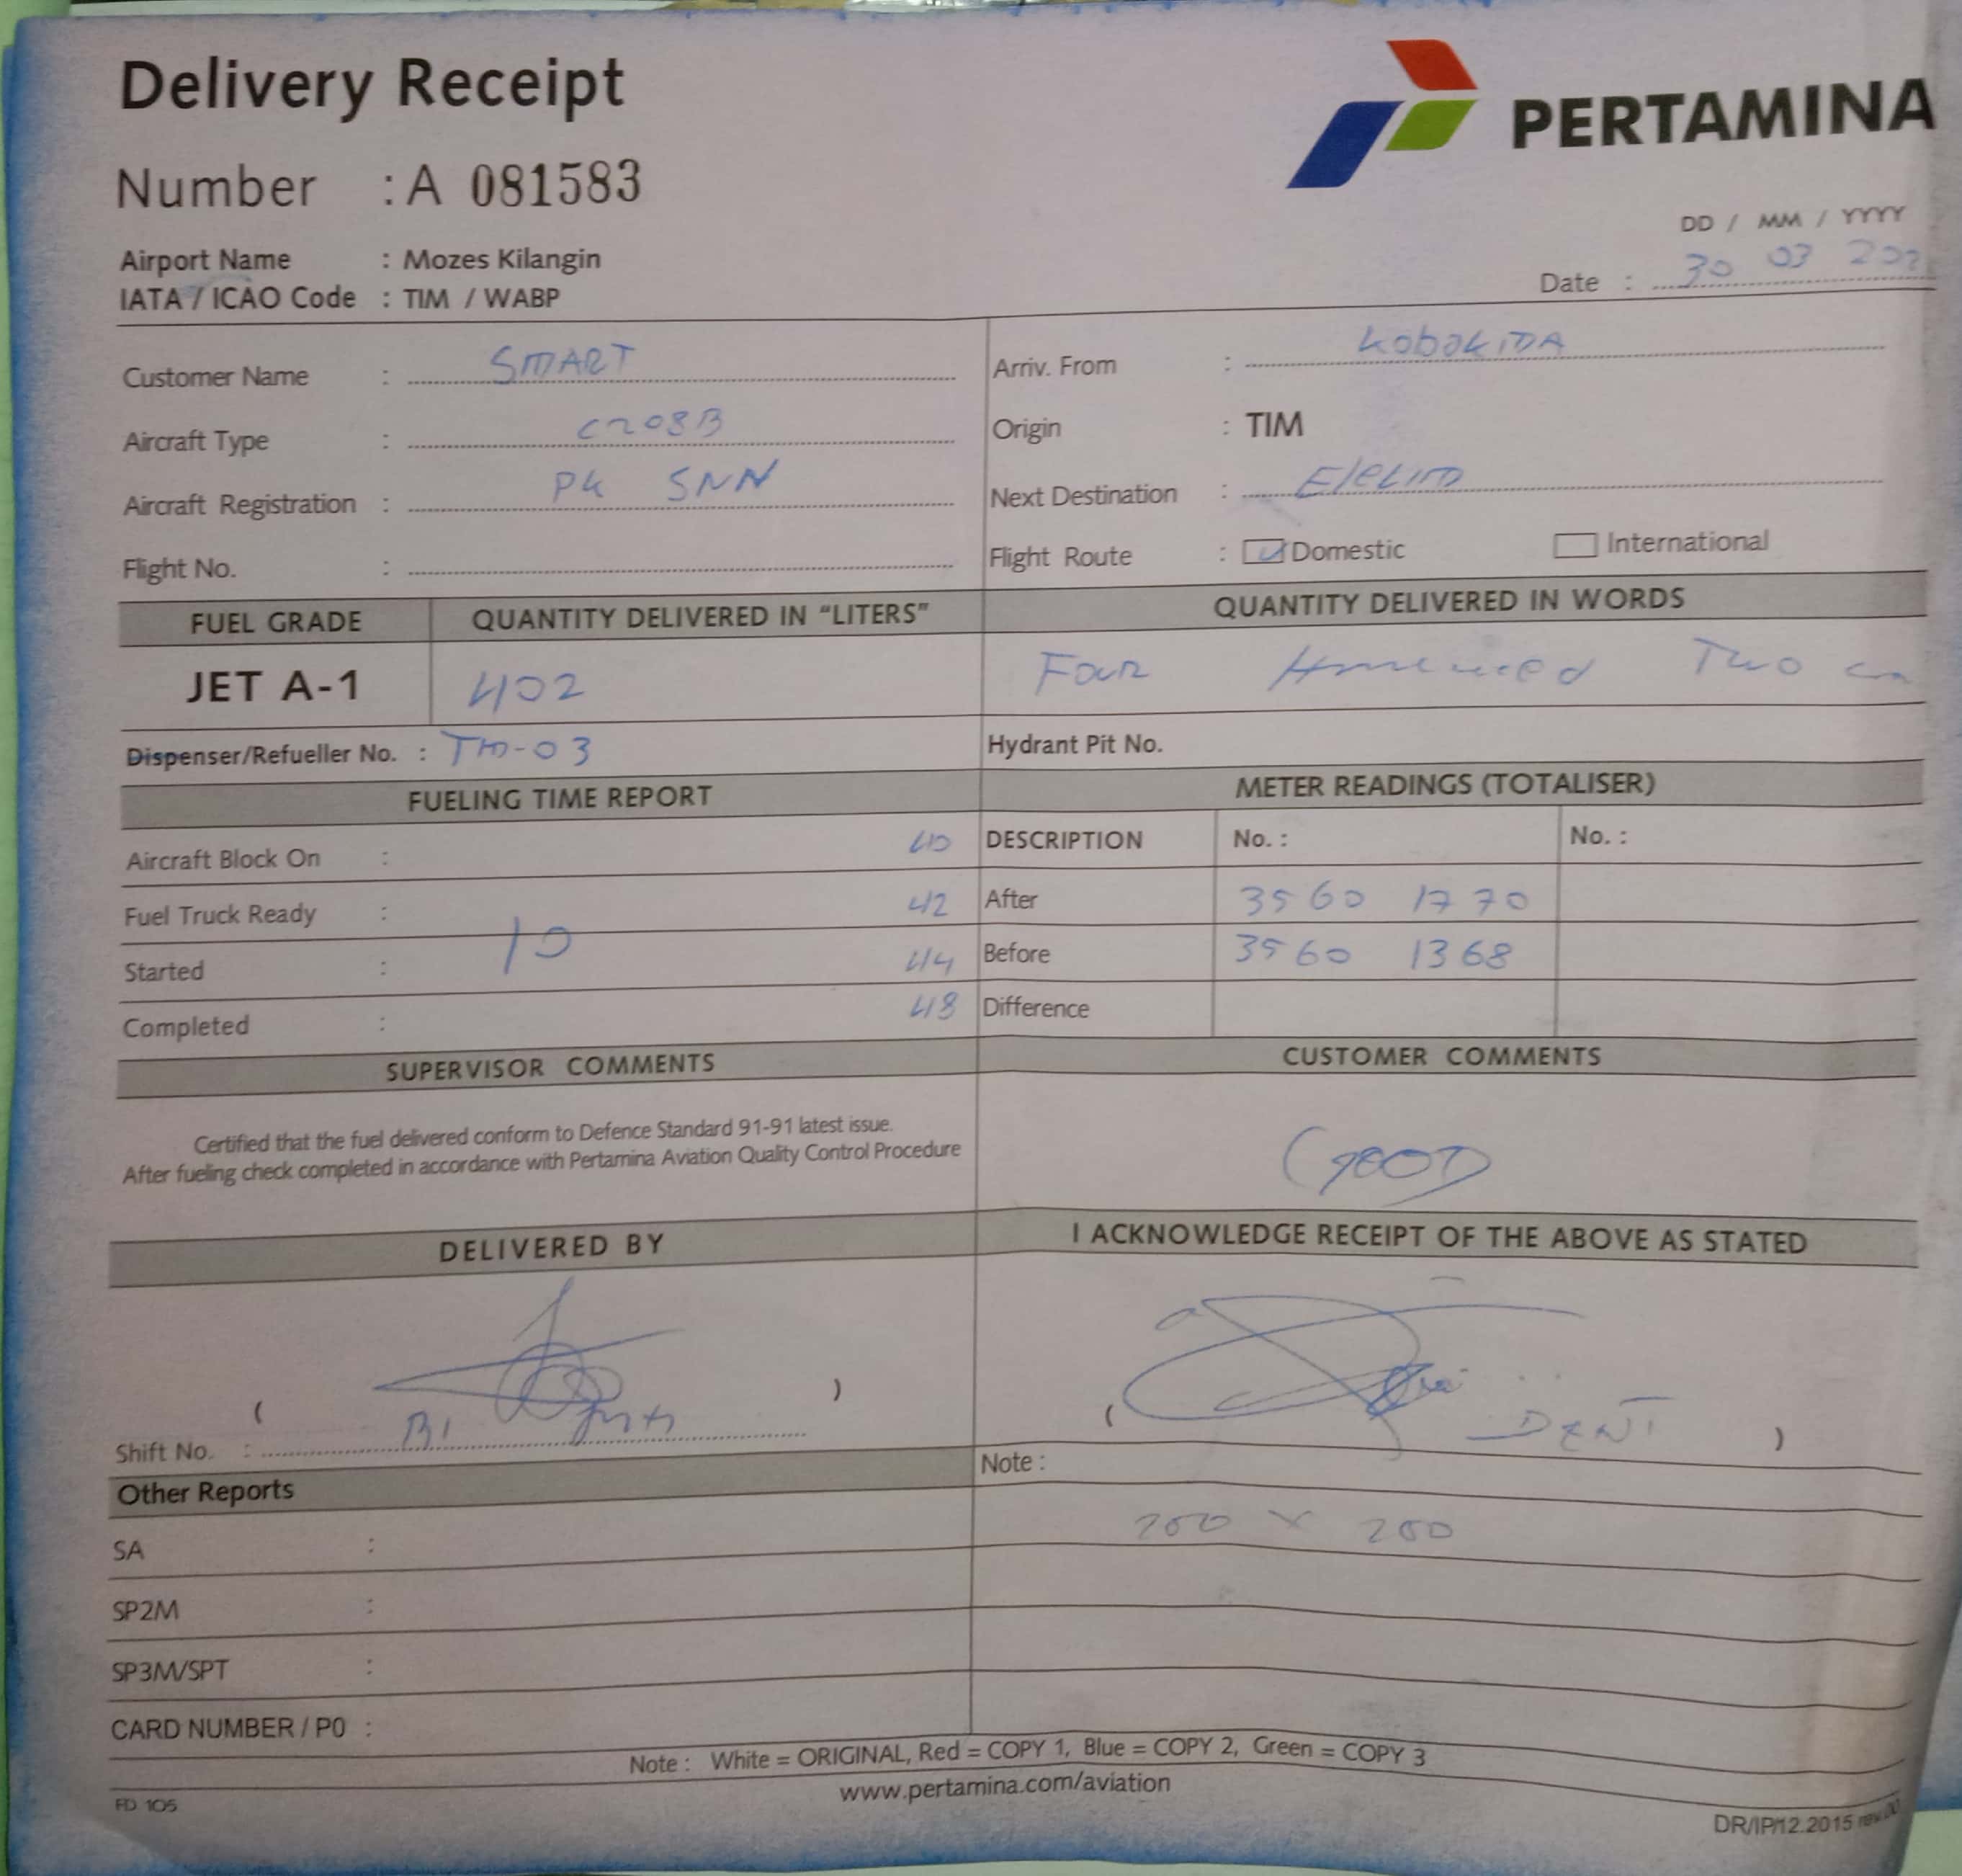 Delivery Receipt
PERTAMINA
Number : A 081583
DD / MM / YYYY
Airport Name : Mozes Kilangin
Date : 30 03 202
IATA / ICAO Code : TIM / WABP
Customer Name : SMART
Arriv. From : KobaKiDA
Aircraft Type : C208B
Origin : TIM
Aircraft Registration : PK SNN
Next Destination : Elelim
Flight No. :
Flight Route : Domestic International
FUEL GRADE QUANTITY DELIVERED IN “LITERS” QUANTITY DELIVERED IN WORDS
JET A-1 402 Four Hundred Two
Dispenser/Refueller No. : TM-03 Hydrant Pit No.
FUELING TIME REPORT METER READINGS (TOTALISER)
Aircraft Block On : 40 DESCRIPTION No. : No. :
Fuel Truck Ready : 42 After 3560 1770
Started : 10 44 Before 3560 1368
Completed : 48 Difference
SUPERVISOR COMMENTS CUSTOMER COMMENTS
Certified that the fuel delivered conform to Defence Standard 91-91 latest issue.
After fueling check completed in accordance with Pertamina Aviation Quality Control Procedure
GOOD
DELIVERED BY I ACKNOWLEDGE RECEIPT OF THE ABOVE AS STATED
( )
( DENI )
Shift No. :
Note :
Other Reports
200 x 200
SA :
SP2M :
SP3M/SPT :
CARD NUMBER / P0 :
Note : White = ORIGINAL, Red = COPY 1, Blue = COPY 2, Green = COPY 3
www.pertamina.com/aviation
FD 105
DR/IP/12.2015 rev.00